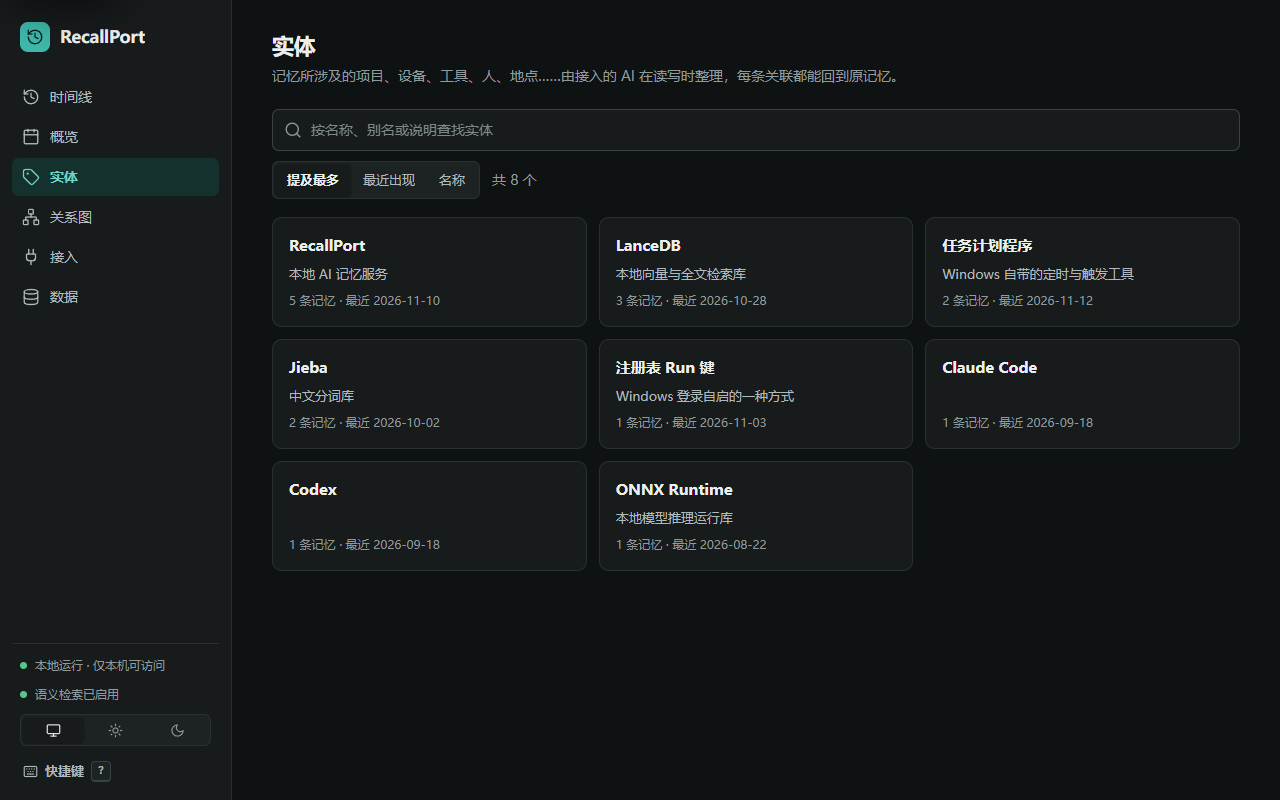 RecallPort
时间线
概览
实体
关系图
接入
数据
本地运行 · 仅本机可访问
语义检索已启用
快捷键 ?
实体
记忆所涉及的项目、设备、工具、人、地点……由接入的 AI 在读写时整理，每条关联都能回到原记忆。
按名称、别名或说明查找实体
提及最多 最近出现 名称 共 8 个
RecallPort
本地 AI 记忆服务
5 条记忆 · 最近 2026-11-10
LanceDB
本地向量与全文检索库
3 条记忆 · 最近 2026-10-28
任务计划程序
Windows 自带的定时与触发工具
2 条记忆 · 最近 2026-11-12
Jieba
中文分词库
2 条记忆 · 最近 2026-10-02
注册表 Run 键
Windows 登录自启的一种方式
1 条记忆 · 最近 2026-11-03
Claude Code
1 条记忆 · 最近 2026-09-18
Codex
1 条记忆 · 最近 2026-09-18
ONNX Runtime
本地模型推理运行库
1 条记忆 · 最近 2026-08-22